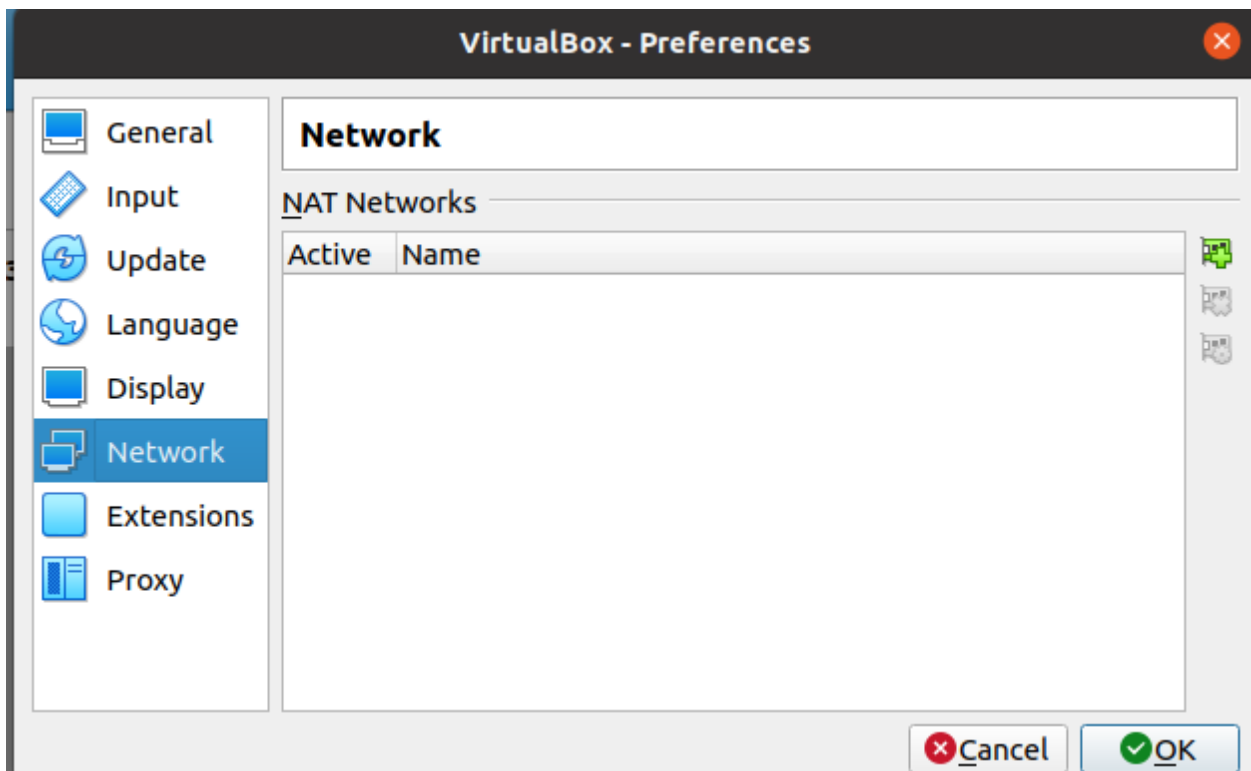 VirtualBox - Preferences
General
Input
Update
Language
Display
Network
Extensions
Proxy
Network
NAT Networks
Active Name
Cancel OK